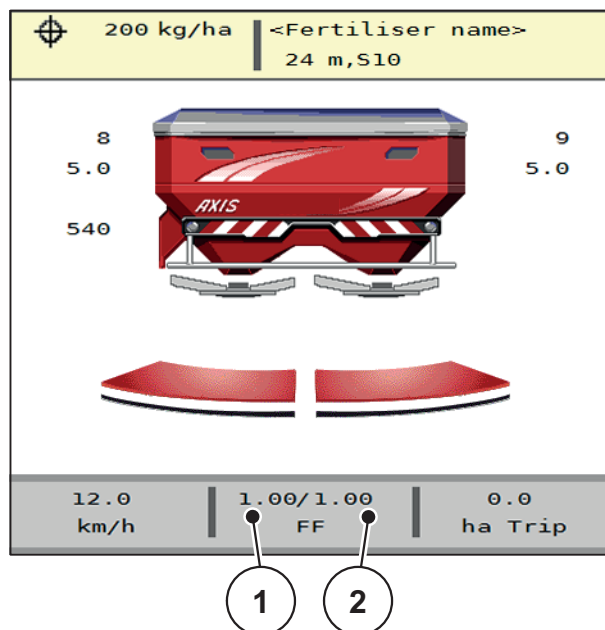 200 kg/ha
<Fertiliser name>
24 m,S10
8
9
5.0
5.0
AXIS
540
12.0
1.00/1.00
0.0
km/h
FF
ha Trip
1
2